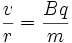 v/r = Bq/m